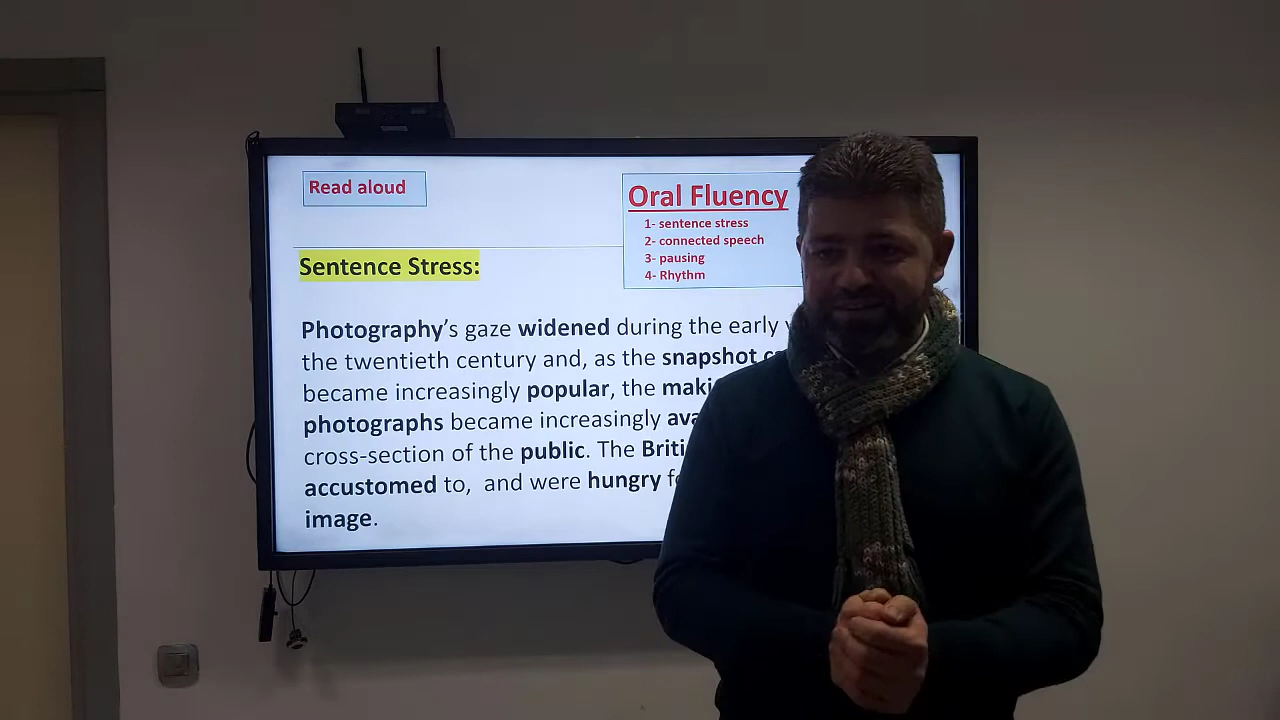 Read aloud
Oral Fluency
1- sentence stress
2- connected speech
3- pausing
4- Rhythm
Sentence Stress:
Photography's gaze widened during the early
the twentieth century and, as the snapshot
became increasingly popular, the
photographs became increasingly
cross-section of the public. The
accustomed to, and were hungry
image.